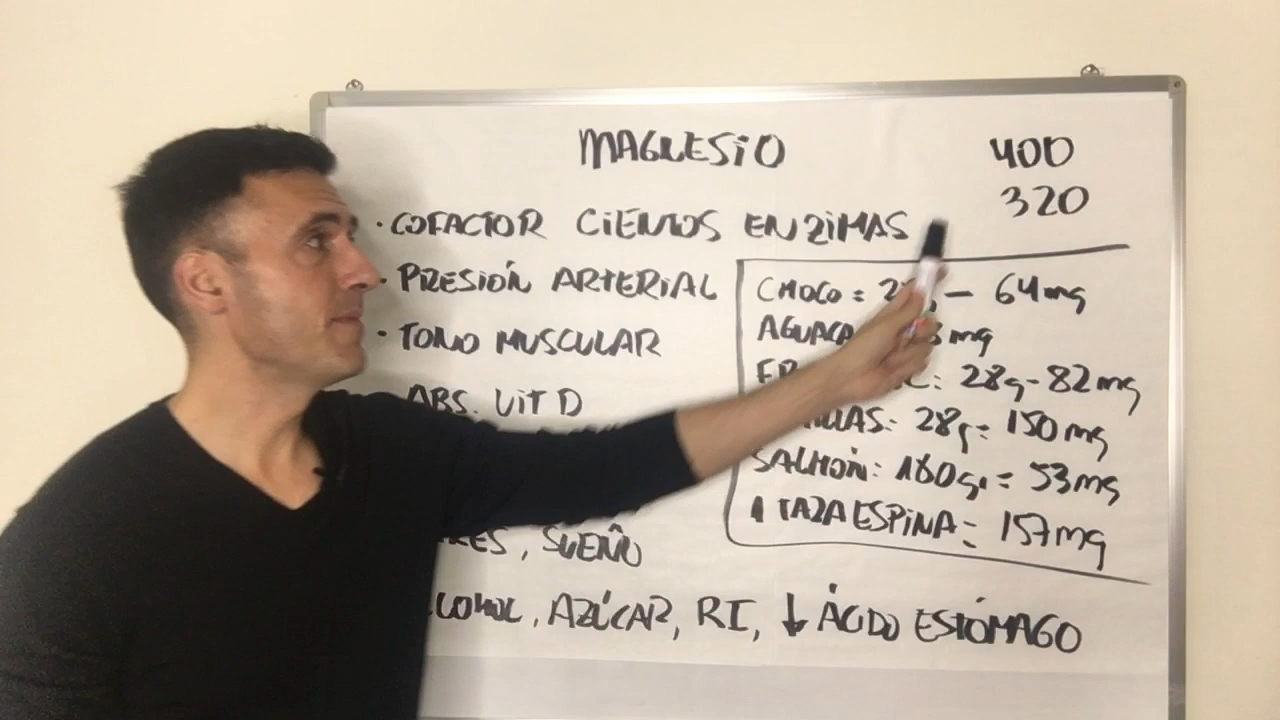 MAGNESIO
400
320
· COFACTOR CIENTOS ENZIMAS
· PRESIÓN ARTERIAL
· TONO MUSCULAR
ABS. VIT D
, SUEÑO
, AZÚCAR, RI, ↓ ÁCIDO ESTÓMAGO
CHOCO = - 64mg
mg
: 28g - 82mg
: 28g = 150mg
SALMÓN: = 53mg
1 TAZA ESPINA = 157mg